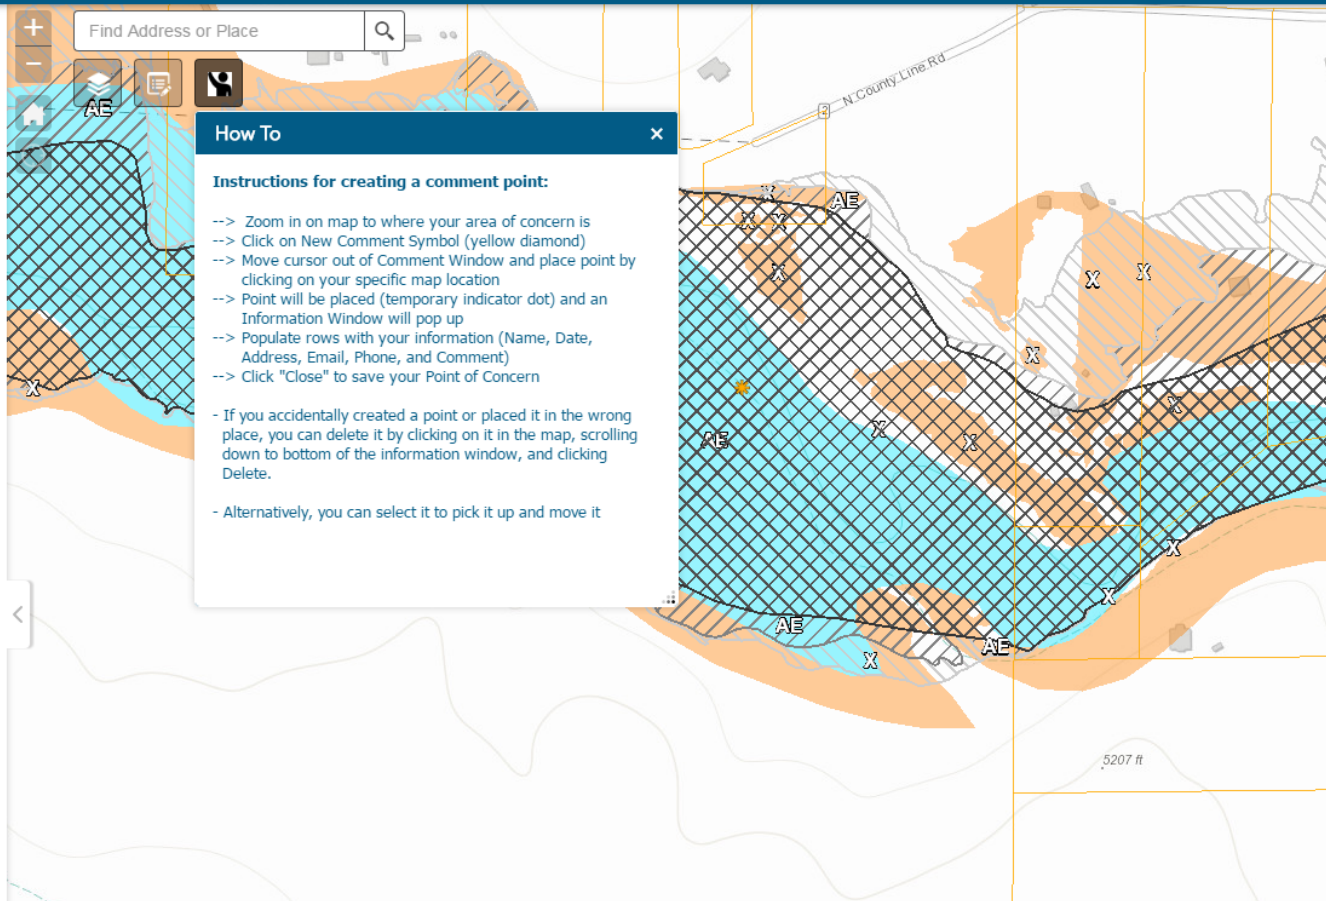 +
Find Address or Place
−
N County Line Rd
AE
2
How To
×
Instructions for creating a comment point:
--> Zoom in on map to where your area of concern is
--> Click on New Comment Symbol (yellow diamond)
--> Move cursor out of Comment Window and place point by
clicking on your specific map location
--> Point will be placed (temporary indicator dot) and an
Information Window will pop up
--> Populate rows with your information (Name, Date,
Address, Email, Phone, and Comment)
--> Click "Close" to save your Point of Concern
- If you accidentally created a point or placed it in the wrong
place, you can delete it by clicking on it in the map, scrolling
down to bottom of the information window, and clicking
Delete.
- Alternatively, you can select it to pick it up and move it
X
AE
X
X
X
X
X
X
X
X
X
X
AE
X
X
AE
AE
X
5207 ft